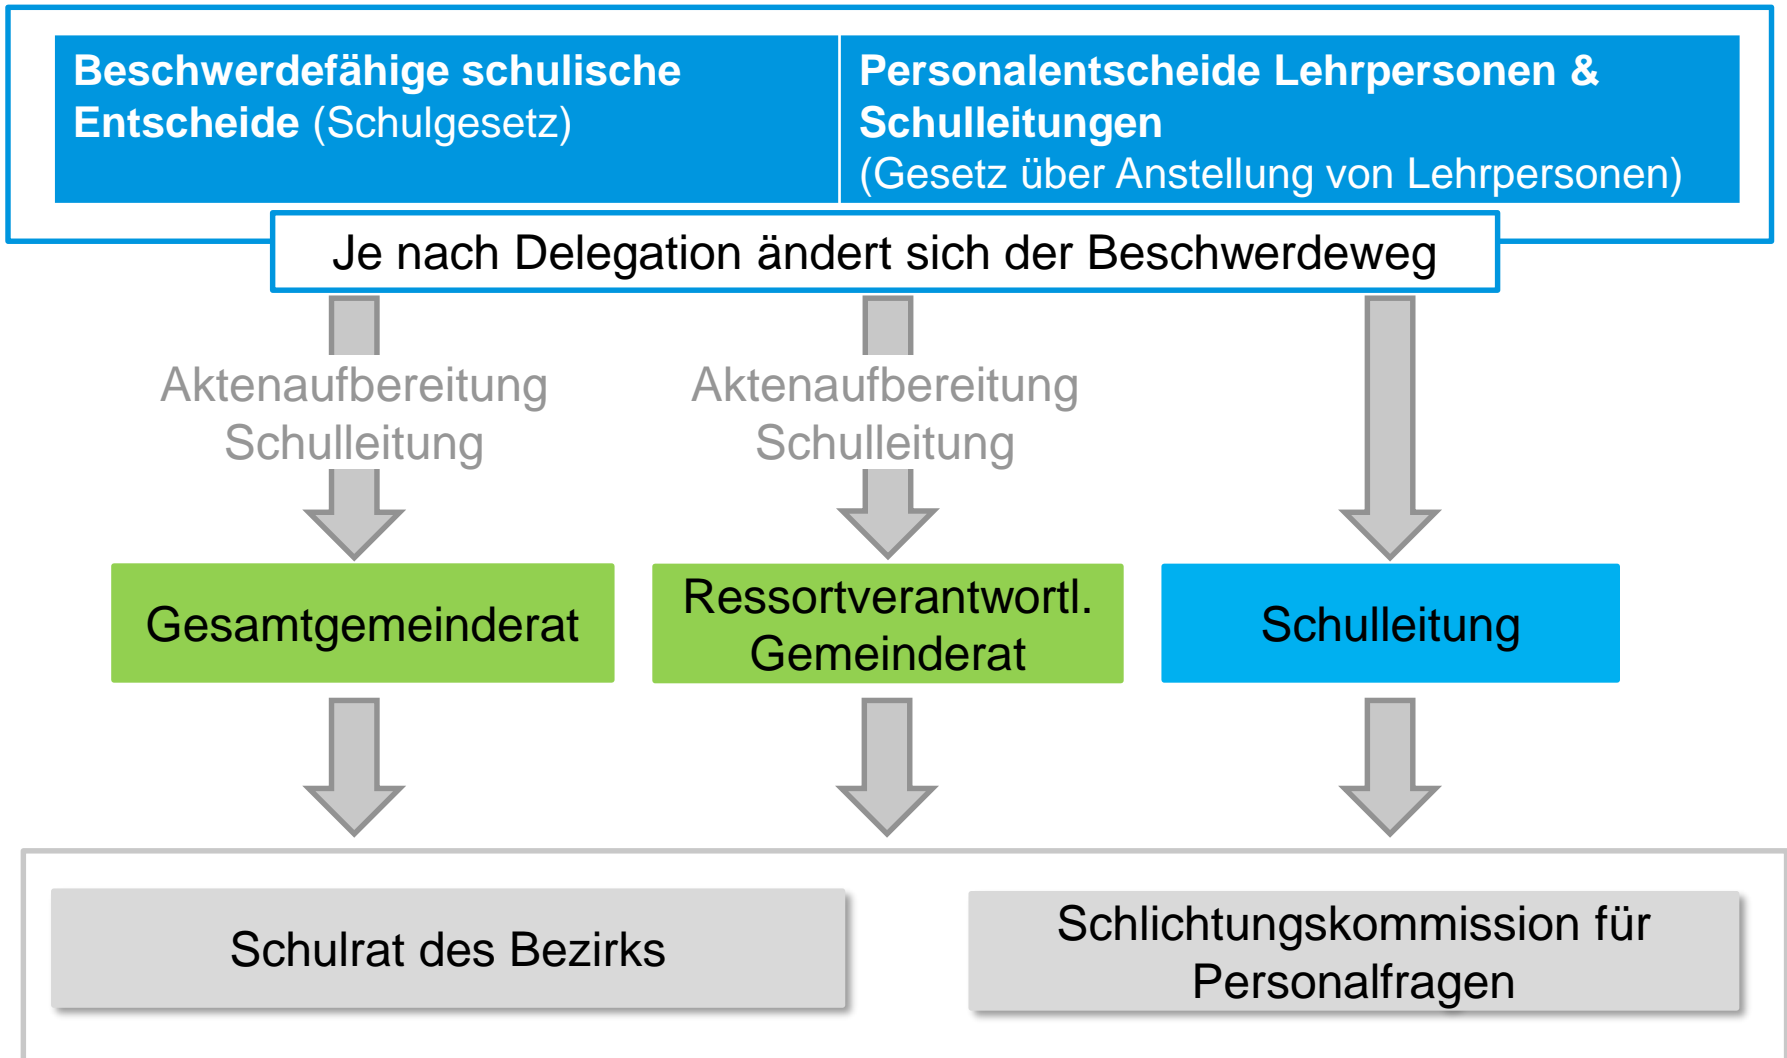 Beschwerdefähige schulische
Entscheide (Schulgesetz)
Personalentscheide Lehrpersonen &
Schulleitungen
(Gesetz über Anstellung von Lehrpersonen)
Je nach Delegation ändert sich der Beschwerdeweg
Aktenaufbereitung
Schulleitung
Aktenaufbereitung
Schulleitung
Gesamtgemeinderat
Ressortverantwortl.
Gemeinderat
Schulleitung
Schulrat des Bezirks
Schlichtungskommission für
Personalfragen